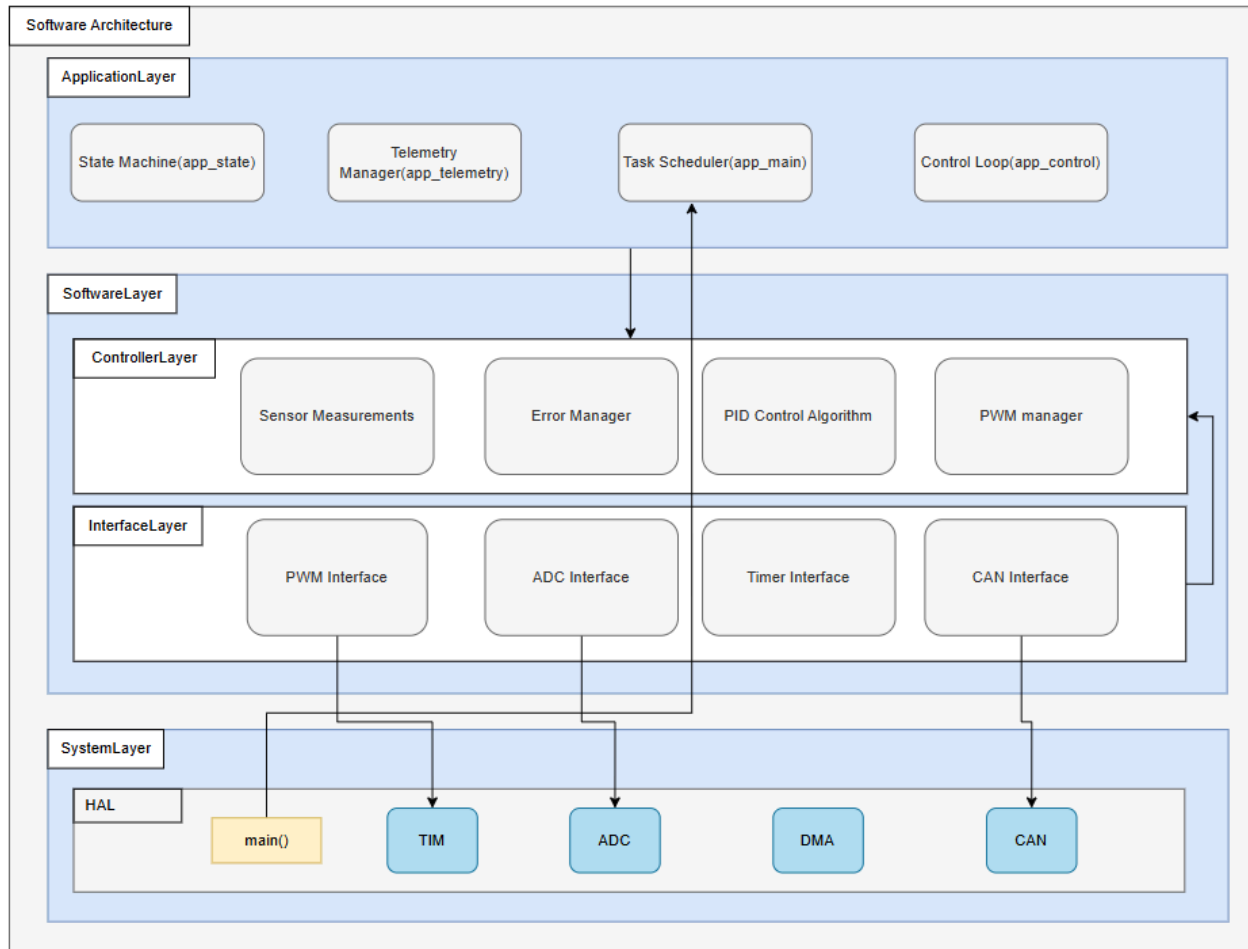 Software Architecture
ApplicationLayer
State Machine(app_state)
Telemetry
Manager(app_telemetry)
Task Scheduler(app_main)
Control Loop(app_control)
SoftwareLayer
ControllerLayer
Sensor Measurements
Error Manager
PID Control Algorithm
PWM manager
InterfaceLayer
PWM Interface
ADC Interface
Timer Interface
CAN Interface
SystemLayer
HAL
main()
TIM
ADC
DMA
CAN